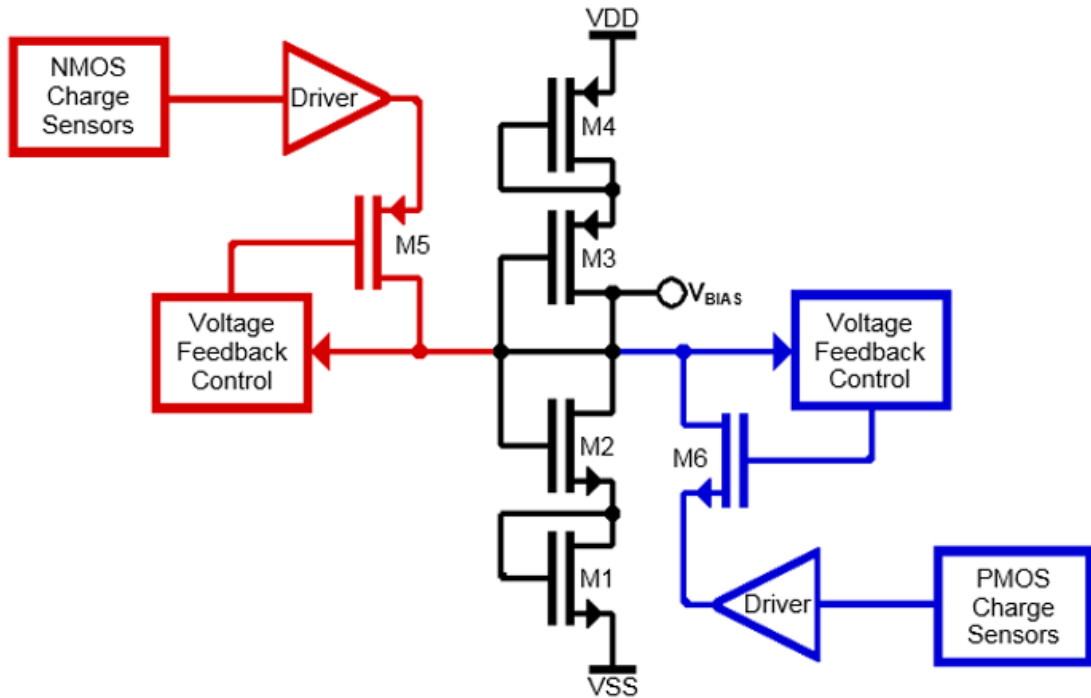 VDD
NMOS
Charge
Sensors
Driver
M4
M5
M3
VBIAS
Voltage
Feedback
Control
Voltage
Feedback
Control
M2
M6
M1
Driver
PMOS
Charge
Sensors
VSS